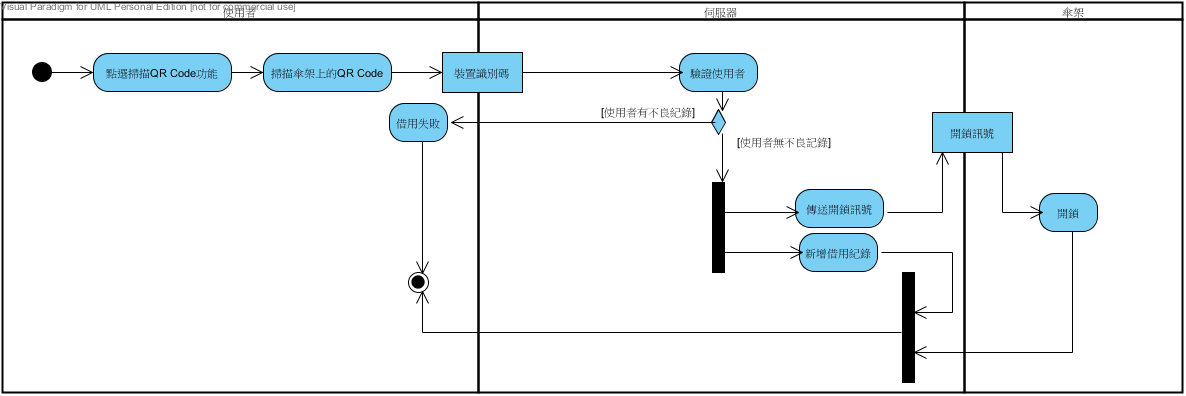 Visual Paradigm for UML Personal Edition [not for commercial use]
使用者
伺服器
傘架
點選掃描QR Code功能
掃描傘架上的QR Code
裝置識別碼
驗證使用者
借用失敗
[使用者有不良紀錄]
[使用者無不良記錄]
開鎖訊號
傳送開鎖訊號
開鎖
新增借用紀錄